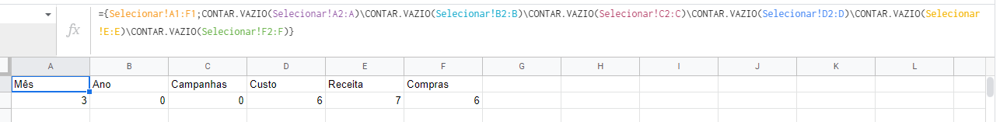 ={Selecionar!A1:F1;CONTAR.VAZIO(Selecionar!A2:A)\CONTAR.VAZIO(Selecionar!B2:B)\CONTAR.VAZIO(Selecionar!C2:C)\CONTAR.VAZIO(Selecionar!D2:D)\CONTAR.VAZIO(Selecionar
fx !E:E)\CONTAR.VAZIO(Selecionar!F2:F)}
A B C D E F G H I J K L
Mês Ano Campanhas Custo Receita Compras
3 0 0 6 7 6